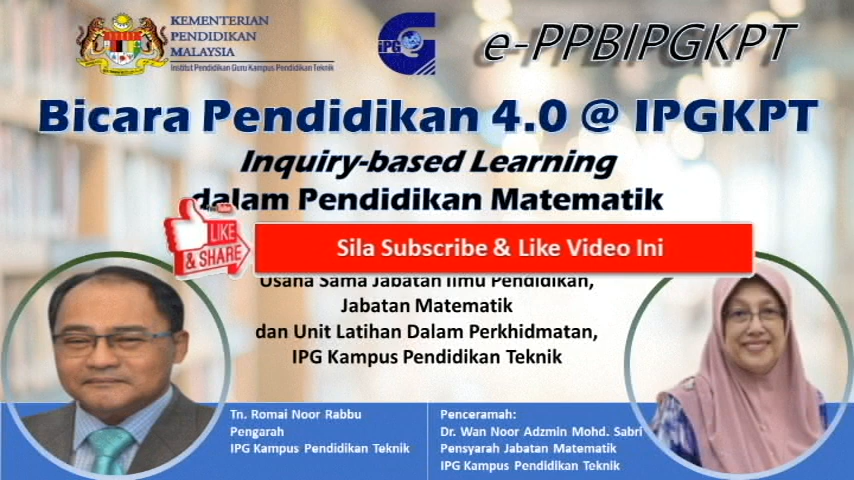 KEMENTERIAN
PENDIDIKAN
MALAYSIA
Institut Pendidikan Guru Kampus Pendidikan Teknik
iPG
e-PPBIPGKPT
Bicara Pendidikan 4.0 @ IPGKPT
Inquiry-based Learning
dalam Pendidikan Matematik
LIKE
& SHARE
Sila Subscribe & Like Video Ini
Usaha Sama Jabatan Ilmu Pendidikan,
Jabatan Matematik
dan Unit Latihan Dalam Perkhidmatan,
IPG Kampus Pendidikan Teknik
Tn. Romai Noor Rabbu
Pengarah
IPG Kampus Pendidikan Teknik
Penceramah:
Dr. Wan Noor Adzmin Mohd. Sabri
Pensyarah Jabatan Matematik
IPG Kampus Pendidikan Teknik